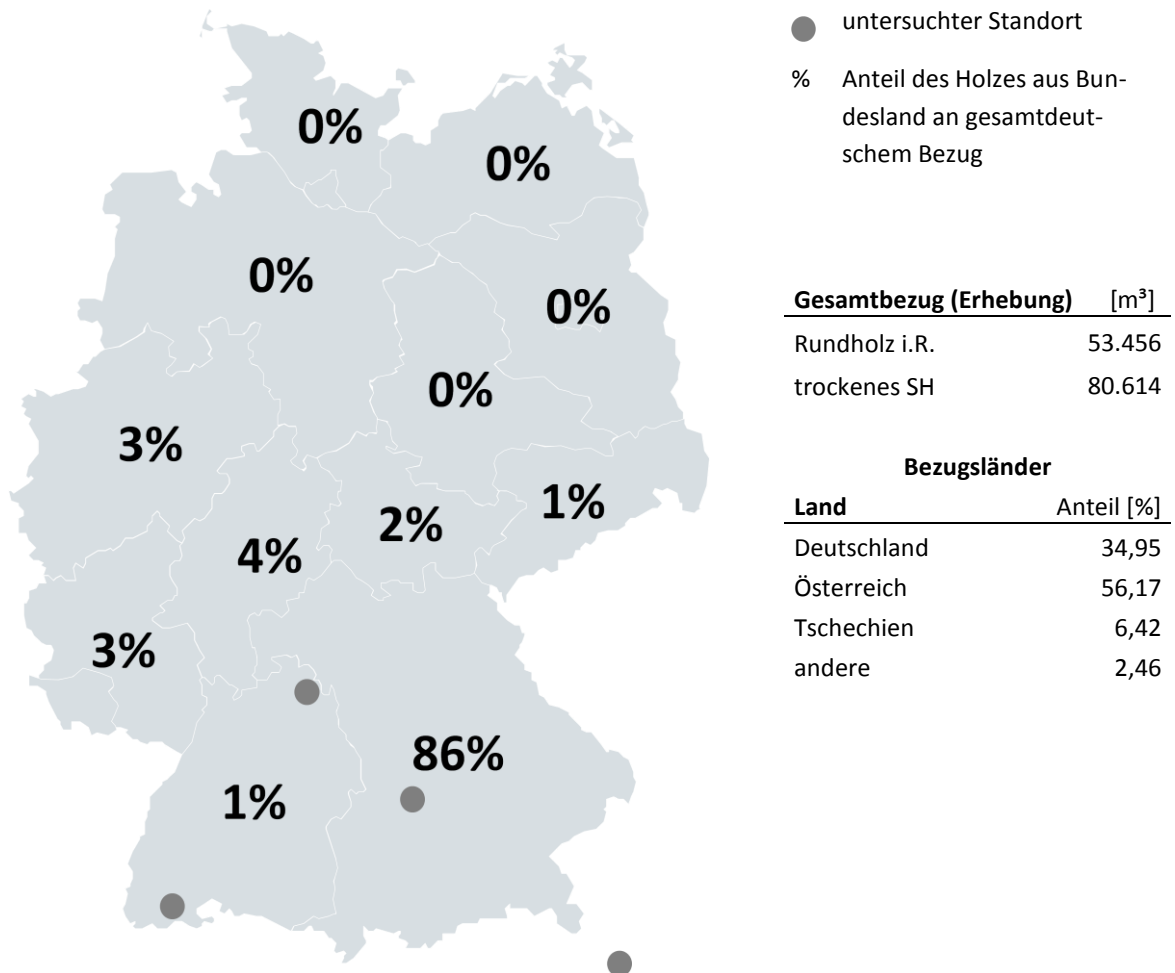 untersuchter Standort
% Anteil des Holzes aus Bun-
desland an gesamtdeut-
schem Bezug
0%
0%
0%
0%
0%
3%
1%
2%
4%
3%
86%
1%
Gesamtbezug (Erhebung) [m³]
Rundholz i.R. 53.456
trockenes SH 80.614
Bezugsländer
Land Anteil [%]
Deutschland 34,95
Österreich 56,17
Tschechien 6,42
andere 2,46